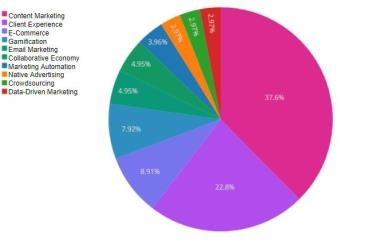 Content Marketing
Client Experience
E-Commerce
Gamification
Email Marketing
Collaborative Economy
Marketing Automation
Native Advertising
Crowdsourcing
Data-Driven Marketing
37.6%
22.8%
8.91%
7.92%
4.95%
4.95%
3.96%
2.97%
2.97%
2.97%